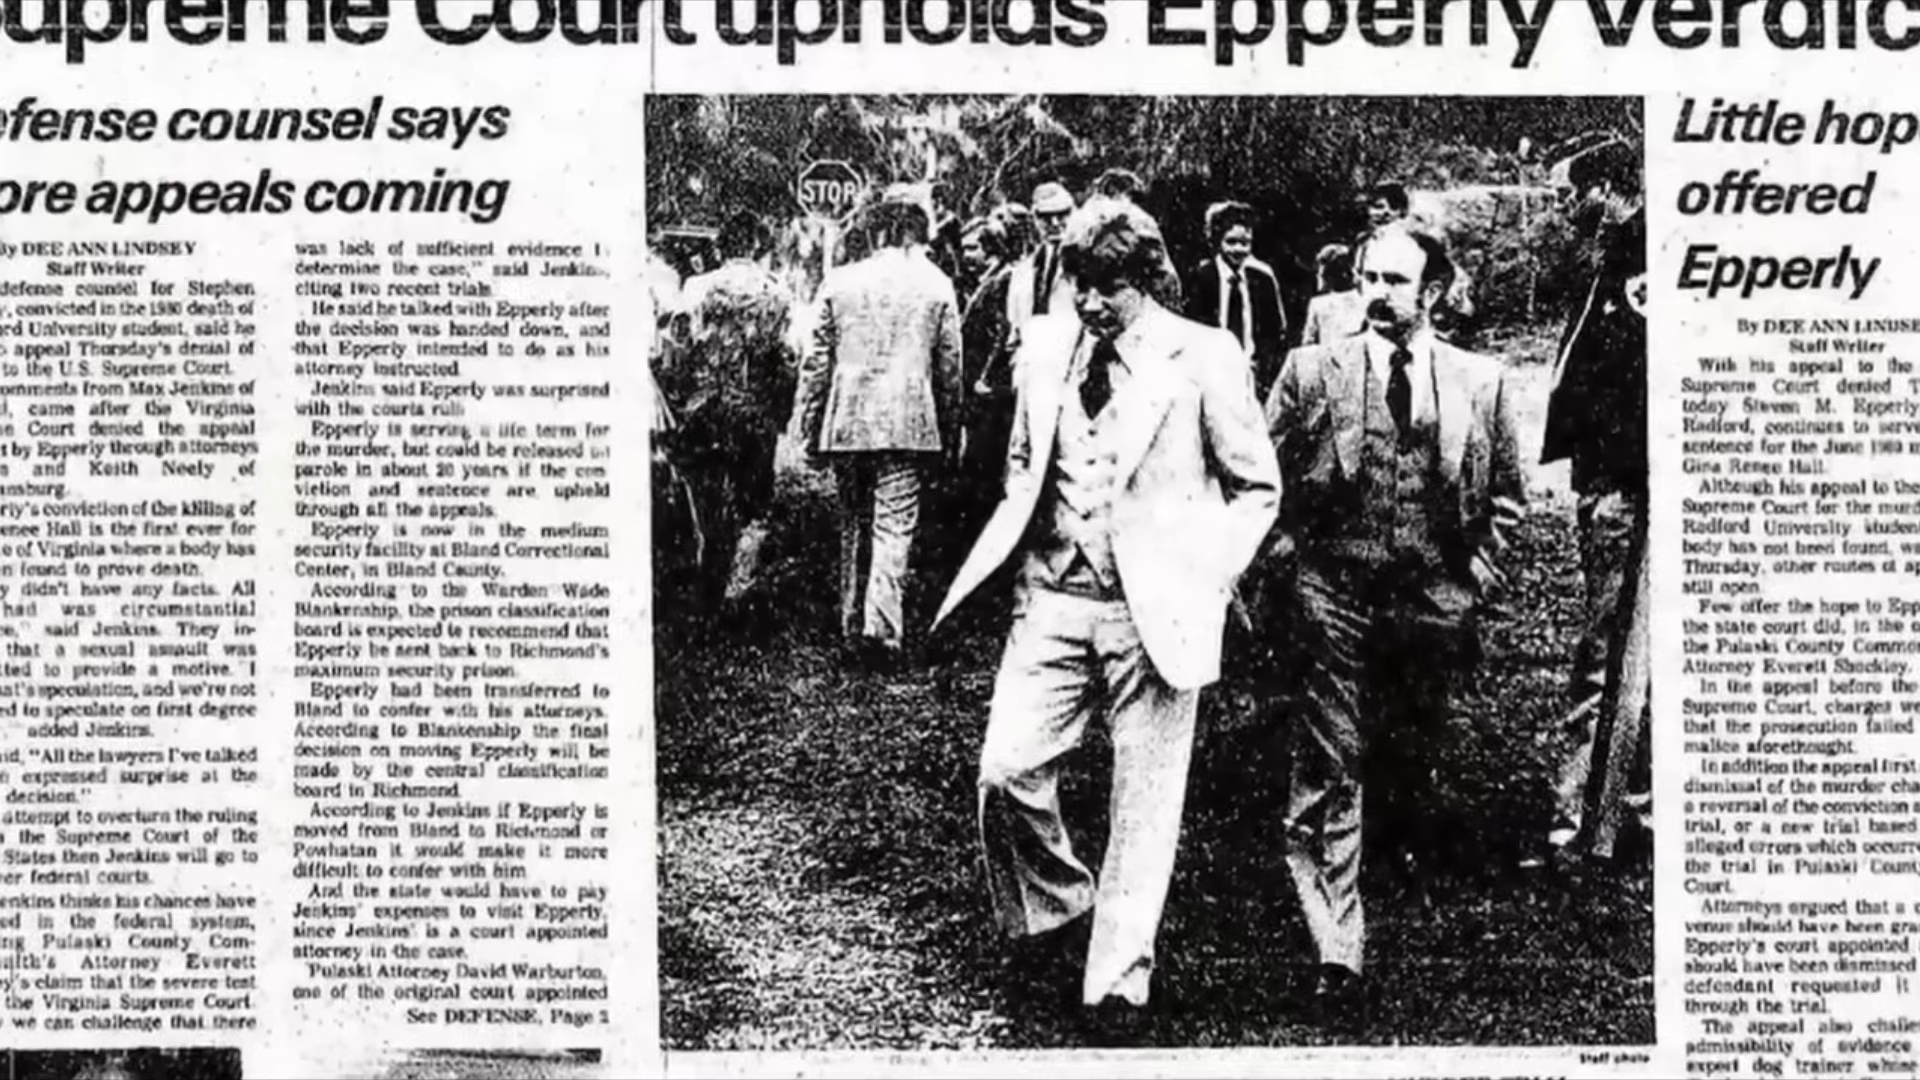 Supreme Court upholds Epperly verdic
efense counsel says
ore appeals coming
By DEE ANN LINDSEY
Staff Writer
defense counsel for Stephen
, convicted in the 1980 death of
rd University student, said he
appeal Thursday's denial of
to the U.S. Supreme Court.
omments from Max Jenkins of
, came after the Virginia
e Court denied the appeal
t by Epperly through attorneys
and Keith Neely of
ansburg.
rly's conviction of the killing of
enee Hall is the first ever for
e of Virginia where a body has
n found to prove death.
y didn't have any facts. All
had was circumstantial
e," said Jenkins. They in-
that a sexual assault was
ted to provide a motive. I
at's speculation, and we're not
ed to speculate on first degree
added Jenkins.
id, "All the lawyers I've talked
expressed surprise at the
decision."
attempt to overturn the ruling
the Supreme Court of the
States then Jenkins will go to
er federal courts.
enkins thinks his chances have
ed in the federal system,
ng Pulaski County Com-
alth's Attorney Everett
y's claim that the severe test
the Virginia Supreme Court.
we can challenge that there
was lack of sufficient evidence
determine the case," said Jenkins,
citing two recent trials
He said he talked with Epperly after
the decision was handed down, and
that Epperly intended to do as his
attorney instructed.
Jenkins said Epperly was surprised
with the courts
Epperly is serving a life term for
the murder, but could be released
parole in about 20 years if the con
viction and sentence are upheld
through all the appeals.
Epperly is now in the medium
security facility at Bland Correctional
Center, in Bland County.
According to the Warden Wade
Blankenship, the prison classification
board is expected to recommend that
Epperly be sent back to Richmond's
maximum security prison.
Epperly had been transferred to
Bland to confer with his attorneys.
According to Blankenship the final
decision on moving Epperly will be
made by the central classification
board in Richmond.
According to Jenkins if Epperly is
moved from Bland to Richmond or
Powhatan it would make it more
difficult to confer with him
And the state would have to pay
Jenkins' expenses to visit Epperly,
since Jenkins' is a court appointed
attorney in the case.
Pulaski Attorney David Warburton,
one of the original court appointed
See DEFENSE, Page 2
STOP
Staff photo
Little hop
offered
Epperly
By DEE ANN LINDSE
Staff Writer
With his appeal to the
Supreme Court denied T
today Steven M. Epperly
Radford, continues to serve
sentence for the June 1980 m
Gina Renee Hall.
Although his appeal to the
Supreme Court for the murd
Radford University student
body has not been found, wa
Thursday, other routes of ap
still open.
Few offer the hope to Epp
the state court did, in the o
the Pulaski County Common
Attorney Everett Shockley.
In the appeal before the
Supreme Court, charges we
that the prosecution failed
malice aforethought.
In addition the appeal first
dismissal of the murder cha
a reversal of the conviction a
trial, or a new trial based
alleged errors which occurre
the trial in Pulaski County
Court.
Attorneys argued that a c
venue should have been gran
Epperly's court appointed
should have been dismissed
defendant requested it
through the trial.
The appeal also challe
admissibility of evidence
expert dog trainer whose